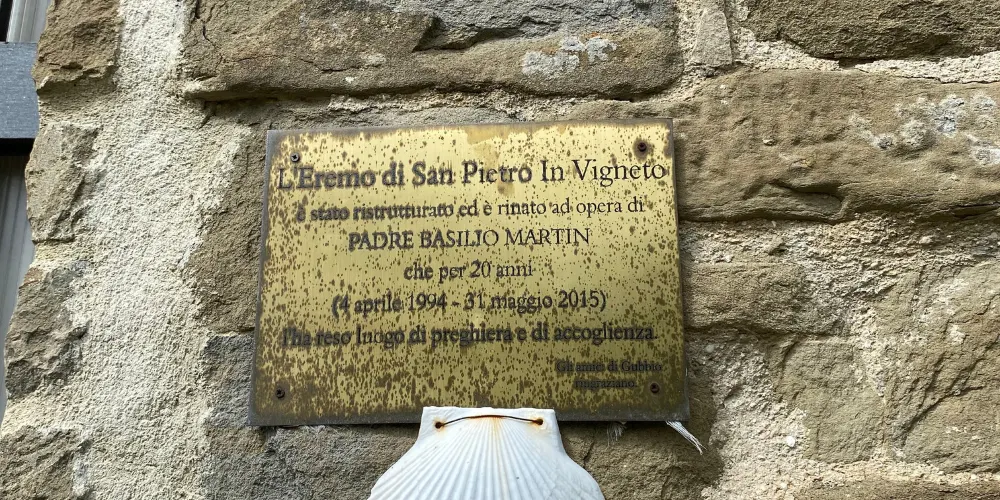 L'Eremo di San Pietro In Vigneto
è stato ristrutturato ed è rinato ad opera di
PADRE BASILIO MARTIN
che per 20 anni
(4 aprile 1994 - 31 maggio 2015)
l'ha reso luogo di preghiera e di accoglienza.
Gli amici di Gubbio
ringraziano.